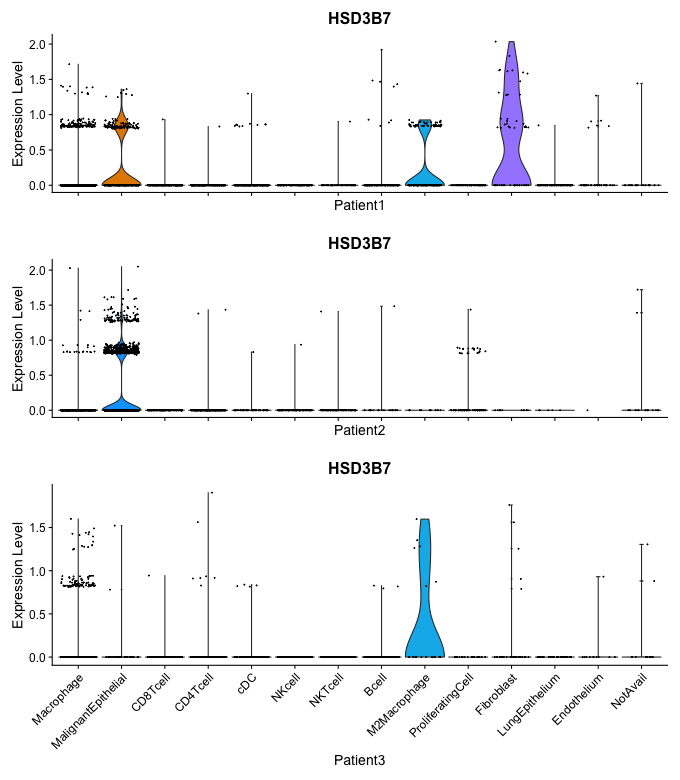 HSD3B7
Expression Level
2.0
1.5
1.0
0.5
0.0
Patient1
HSD3B7
Expression Level
2.0
1.5
1.0
0.5
0.0
Patient2
HSD3B7
Expression Level
1.5
1.0
0.5
0.0
Macrophage
MalignantEpithelial
CD8Tcell
CD4Tcell
cDC
NKcell
NKTcell
Bcell
M2Macrophage
ProliferatingCell
Fibroblast
LungEpithelium
Endothelium
NotAvail
Patient3